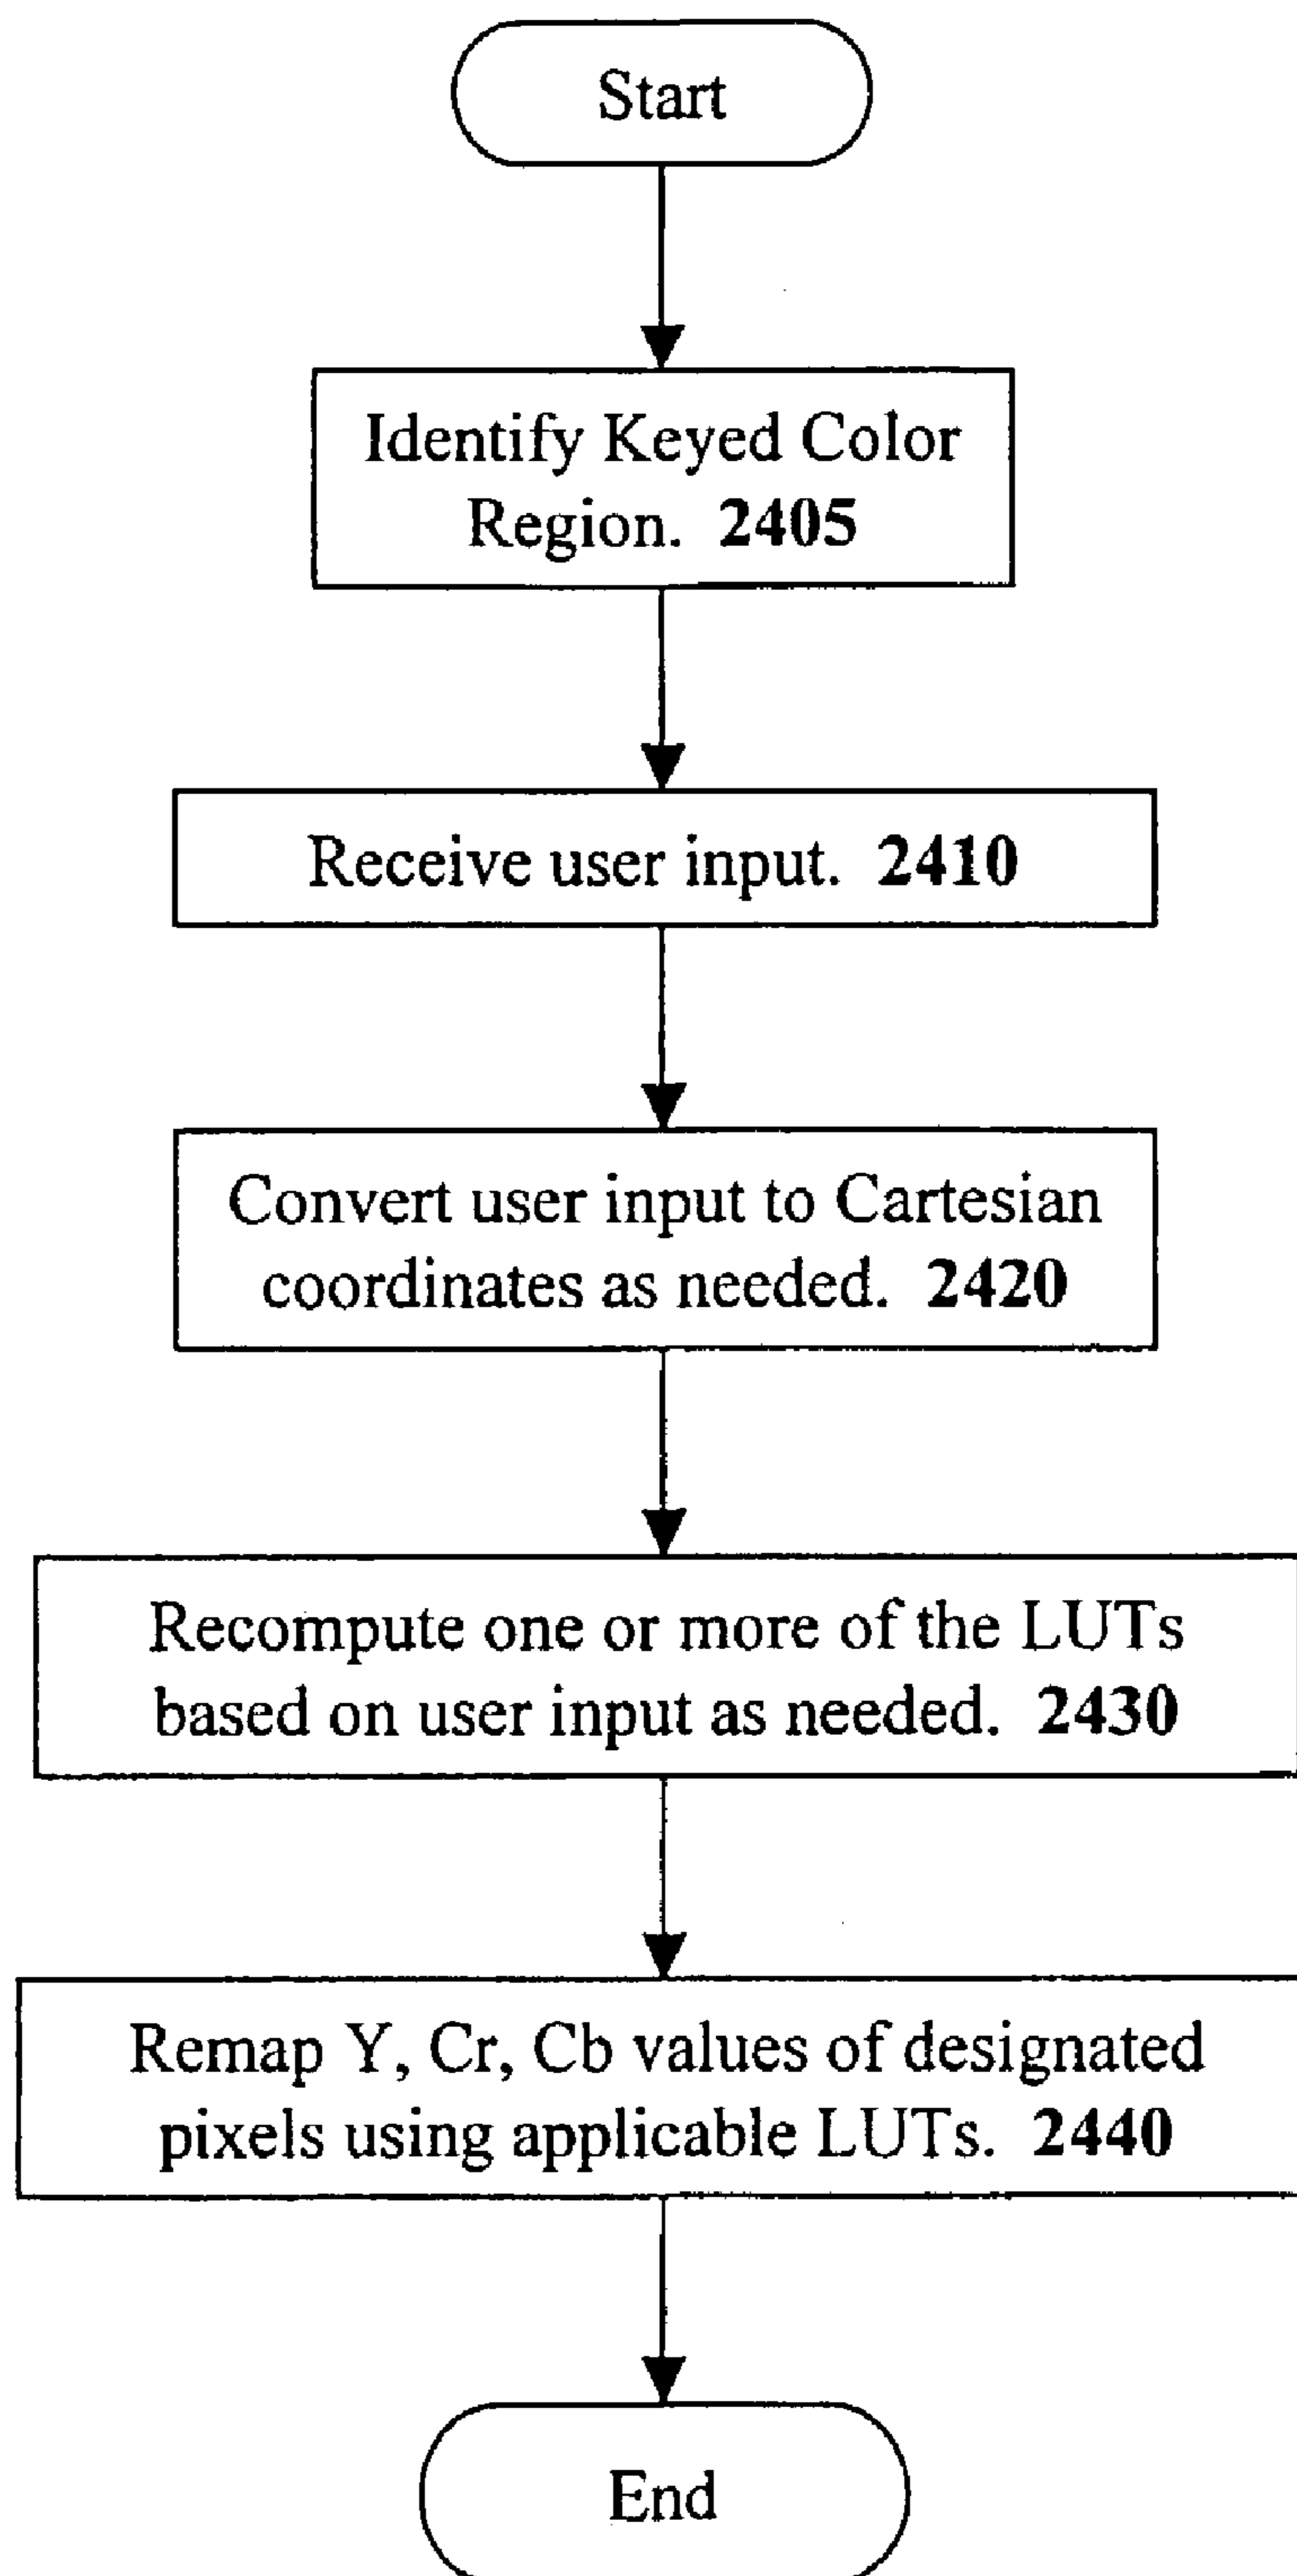 Start
Identify Keyed Color
Region. 2405
Receive user input. 2410
Convert user input to Cartesian
coordinates as needed. 2420
Recompute one or more of the LUTs
based on user input as needed. 2430
Remap Y, Cr, Cb values of designated
pixels using applicable LUTs. 2440
End